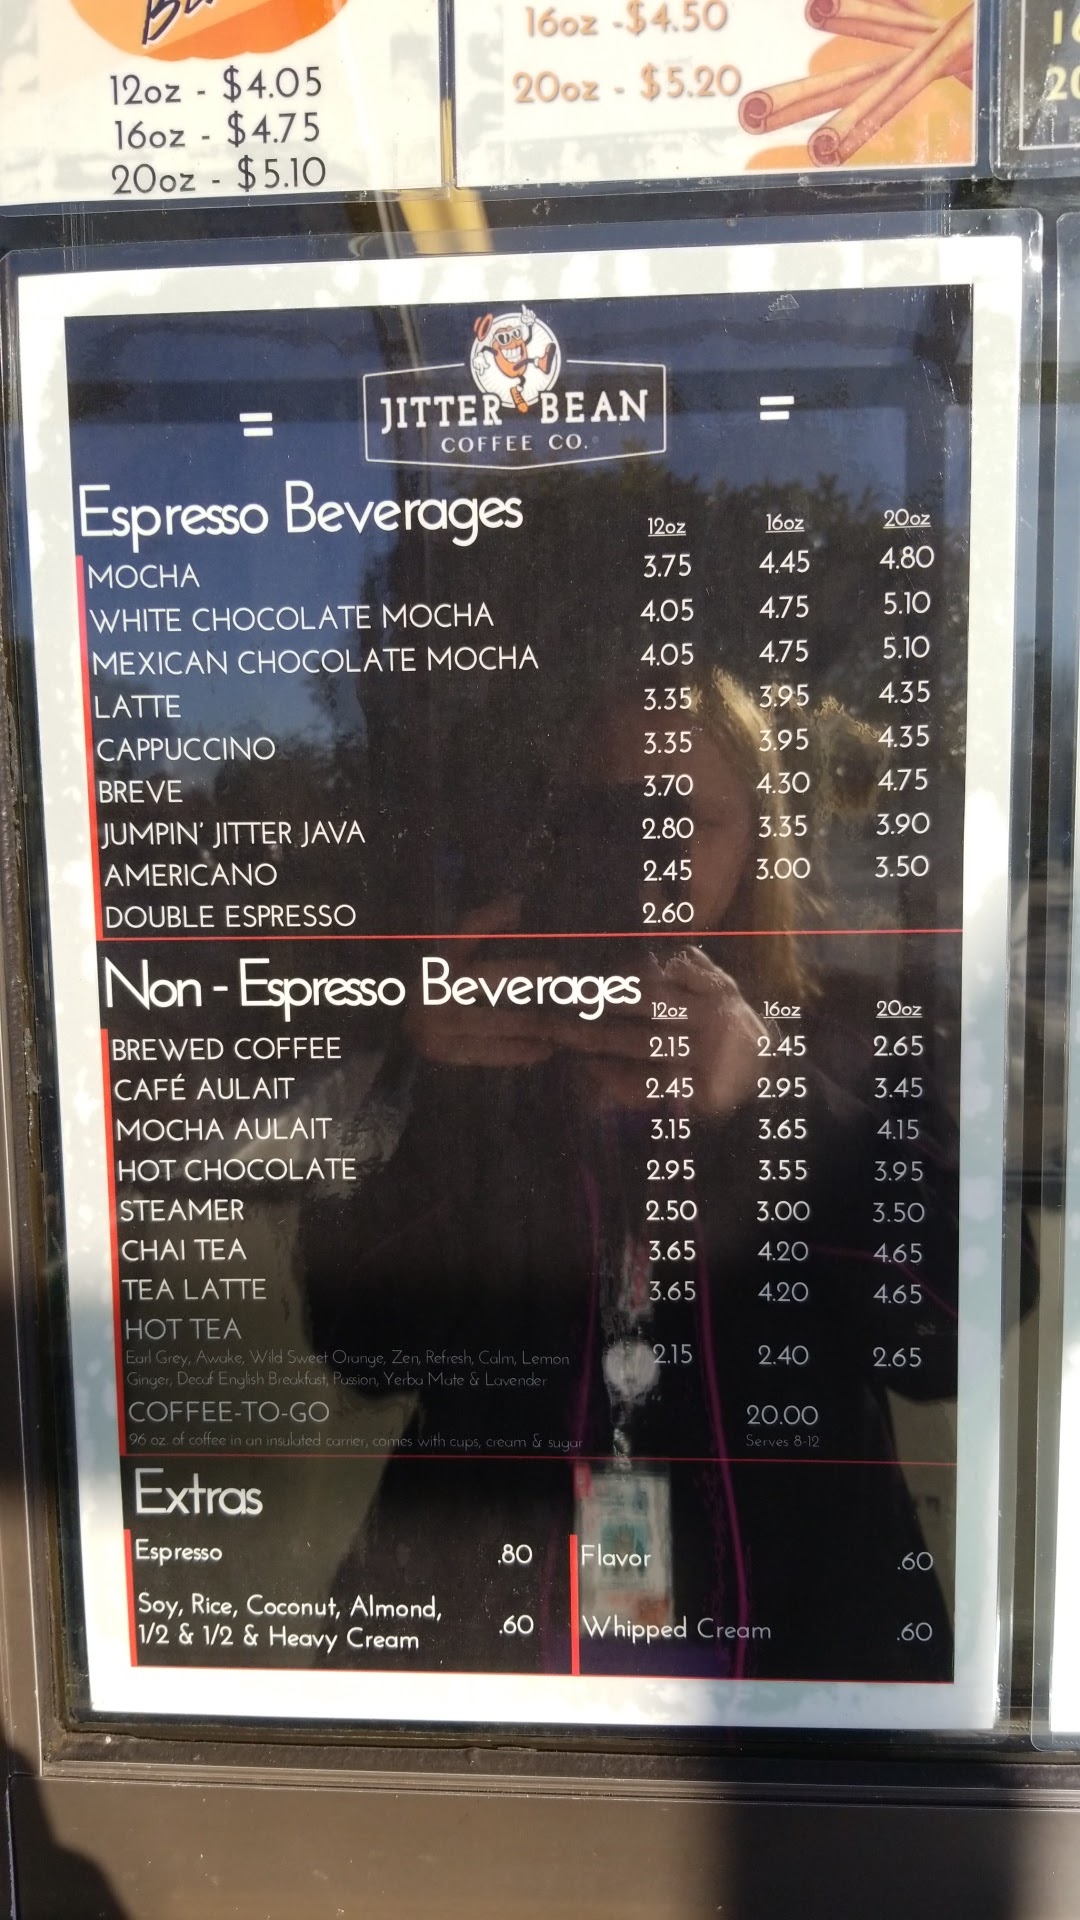 12oz - $4.05
16oz - $4.75
20oz - $5.10
16oz - $4.50
20oz - $5.20
JITTER BEAN
COFFEE CO.
Espresso Beverages 12oz 16oz 20oz
MOCHA 3.75 4.45 4.80
WHITE CHOCOLATE MOCHA 4.05 4.75 5.10
MEXICAN CHOCOLATE MOCHA 4.05 4.75 5.10
LATTE 3.35 3.95 4.35
CAPPUCCINO 3.35 3.95 4.35
BREVE 3.70 4.30 4.75
JUMPIN' JITTER JAVA 2.80 3.35 3.90
AMERICANO 2.45 3.00 3.50
DOUBLE ESPRESSO 2.60
Non - Espresso Beverages 12oz 16oz 20oz
BREWED COFFEE 2.15 2.45 2.65
CAFÉ AULAIT 2.45 2.95 3.45
MOCHA AULAIT 3.15 3.65 4.15
HOT CHOCOLATE 2.95 3.55 3.95
STEAMER 2.50 3.00 3.50
CHAI TEA 3.65 4.20 4.65
TEA LATTE 3.65 4.20 4.65
HOT TEA
Earl Grey, Awake, Wild Sweet Orange, Zen, Refresh, Calm, Lemon 2.15 2.40 2.65
Ginger, Decaf English Breakfast, Passion, Yerba Mate & Lavender
COFFEE-TO-GO 20.00
96 oz. of coffee in an insulated carrier, comes with cups, cream & sugar Serves 8-12
Extras
Espresso .80 Flavor .60
Soy, Rice, Coconut, Almond,
1/2 & 1/2 & Heavy Cream .60 Whipped Cream .60